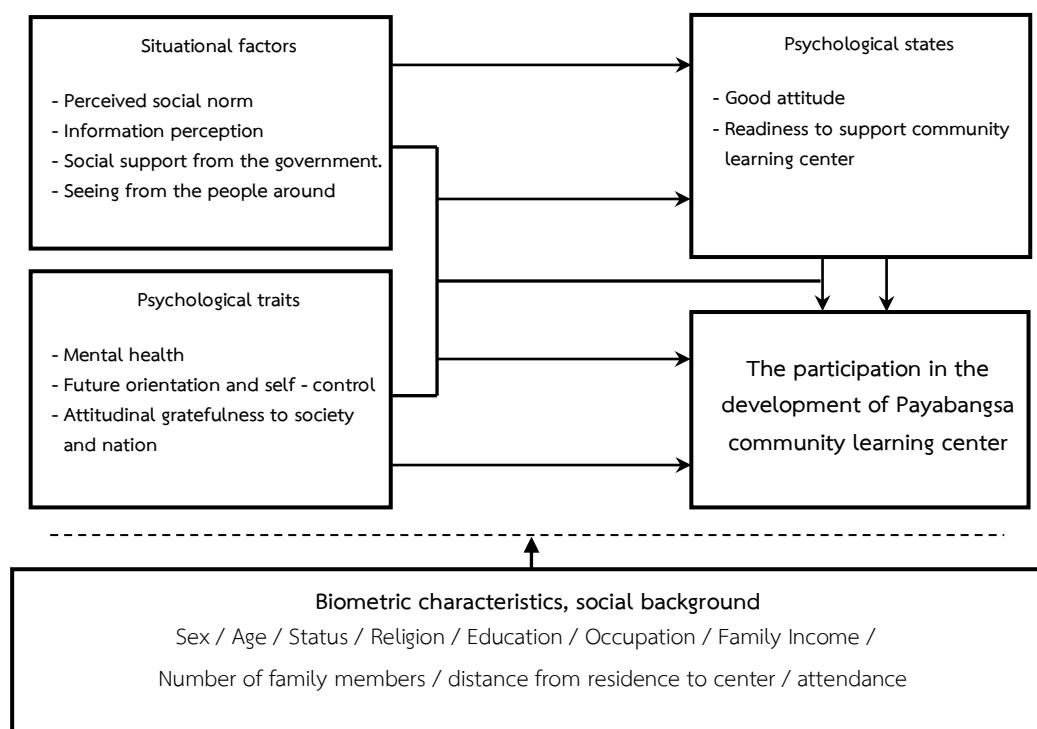 Situational factors
- Perceived social norm
- Information perception
- Social support from the government.
- Seeing from the people around
Psychological states
- Good attitude
- Readiness to support community
learning center
Psychological traits
- Mental health
- Future orientation and self - control
- Attitudinal gratefulness to society
and nation
The participation in the
development of Payabangsa
community learning center
Biometric characteristics, social background
Sex / Age / Status / Religion / Education / Occupation / Family Income /
Number of family members / distance from residence to center / attendance